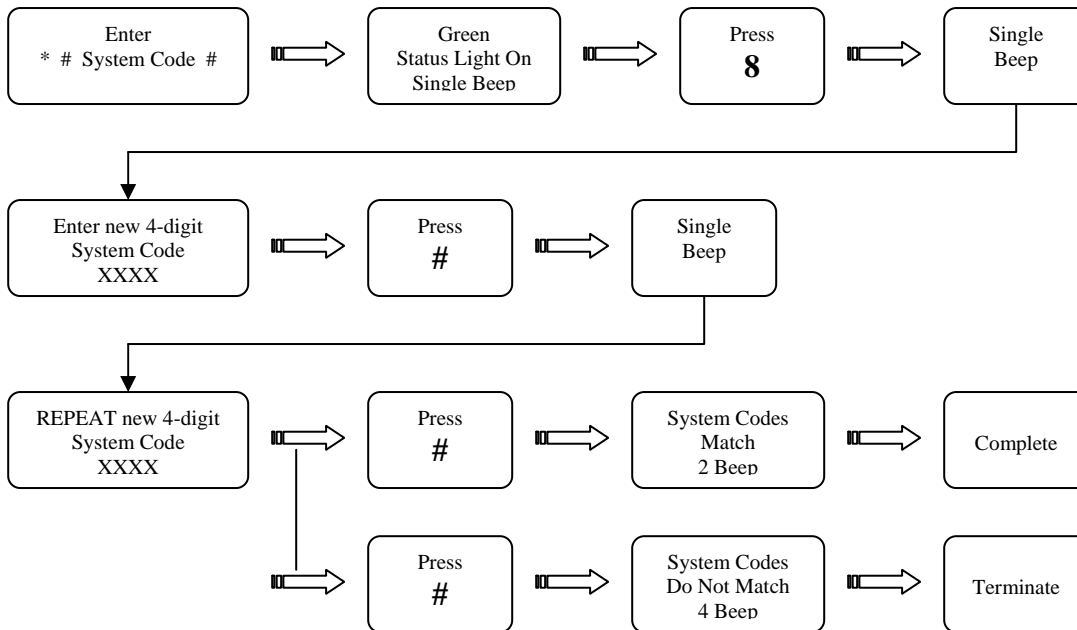 Enter
* # System Code #
Green
Status Light On
Single Beep
Press
8
Single
Beep
Enter new 4-digit
System Code
XXXX
Press
#
Single
Beep
REPEAT new 4-digit
System Code
XXXX
Press
#
System Codes
Match
2 Beep
Complete
Press
#
System Codes
Do Not Match
4 Beep
Terminate